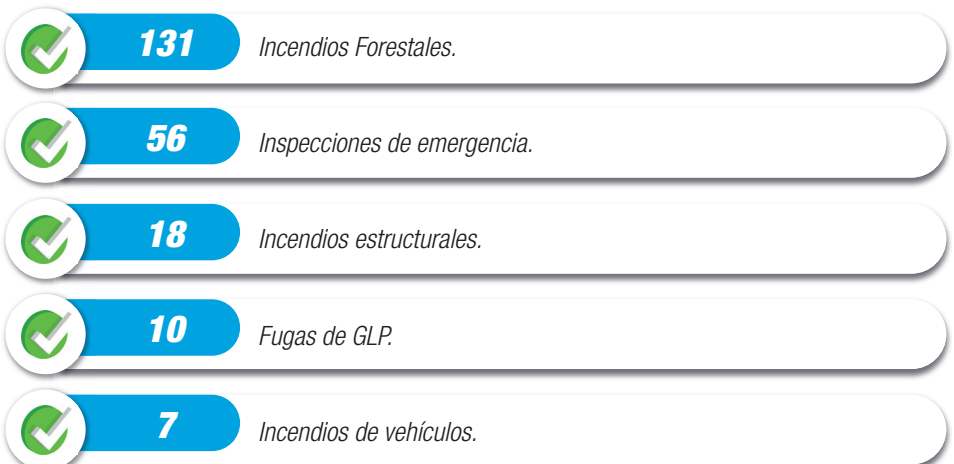 131 Incendios Forestales.
56 Inspecciones de emergencia.
18 Incendios estructurales.
10 Fugas de GLP.
7 Incendios de vehículos.